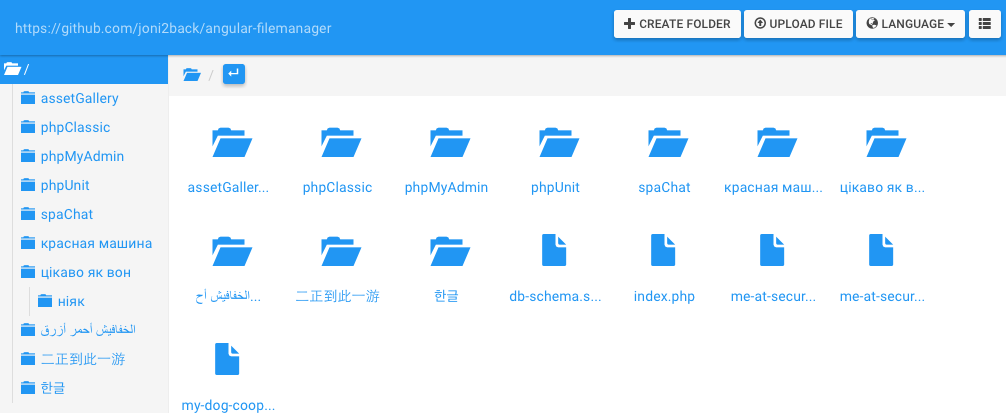 https://github.com/joni2back/angular-filemanager
CREATE FOLDER
UPLOAD FILE
LANGUAGE
/
assetGallery
phpClassic
phpMyAdmin
phpUnit
spaChat
красная машина
цікаво як вон
ніяк
الخفافيش أحمر أزرق
二正到此一游
한글
/
assetGaller...
phpClassic
phpMyAdmin
phpUnit
spaChat
красная маш...
цікаво як в...
الخفافيش أح...
二正到此一游
한글
db-schema.s...
index.php
me-at-secur...
me-at-secur...
my-dog-coop...